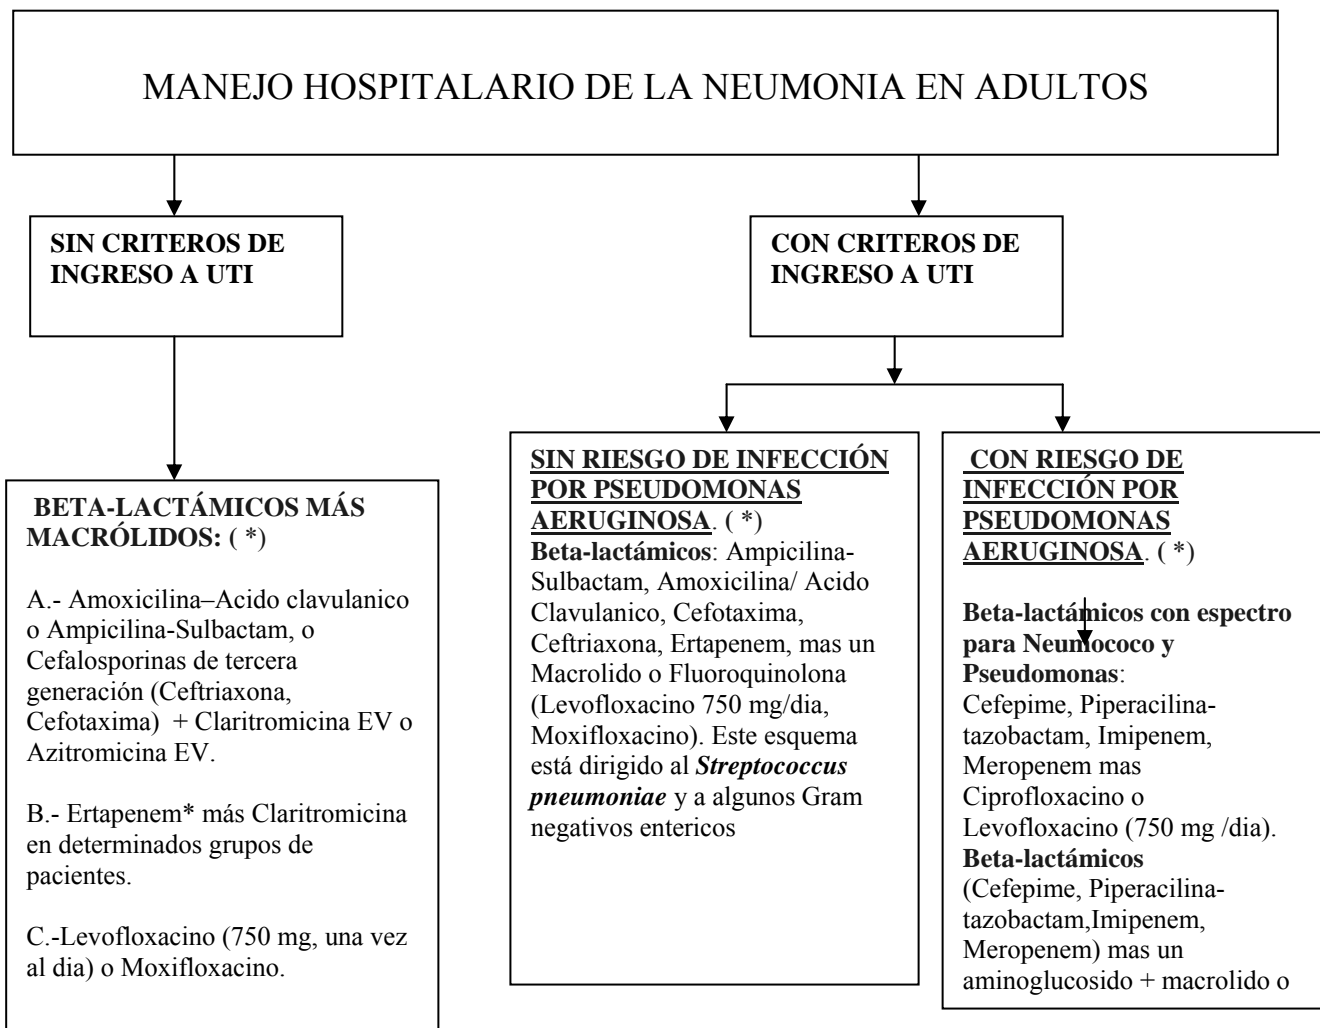 MANEJO HOSPITALARIO DE LA NEUMONIA EN ADULTOS
SIN CRITEROS DE
INGRESO A UTI
CON CRITEROS DE
INGRESO A UTI
BETA-LACTÁMICOS MÁS
MACRÓLIDOS: ( *)
A.- Amoxicilina–Acido clavulanico
o Ampicilina-Sulbactam, o
Cefalosporinas de tercera
generación (Ceftriaxona,
Cefotaxima) + Claritromicina EV o
Azitromicina EV.
B.- Ertapenem* más Claritromicina
en determinados grupos de
pacientes.
C.-Levofloxacino (750 mg, una vez
al dia) o Moxifloxacino.
SIN RIESGO DE INFECCIÓN
POR PSEUDOMONAS
AERUGINOSA. ( *)
Beta-lactámicos: Ampicilina-
Sulbactam, Amoxicilina/ Acido
Clavulanico, Cefotaxima,
Ceftriaxona, Ertapenem, mas un
Macrolido o Fluoroquinolona
(Levofloxacino 750 mg/dia,
Moxifloxacino). Este esquema
está dirigido al Streptococcus
pneumoniae y a algunos Gram
negativos entericos
CON RIESGO DE
INFECCIÓN POR
PSEUDOMONAS
AERUGINOSA. ( *)
Beta-lactámicos con espectro
para Neumococo y
Pseudomonas:
Cefepime, Piperacilina-
tazobactam, Imipenem,
Meropenem mas
Ciprofloxacino o
Levofloxacino (750 mg /dia).
Beta-lactámicos
(Cefepime, Piperacilina-
tazobactam,Imipenem,
Meropenem) mas un
aminoglucosido + macrolido o